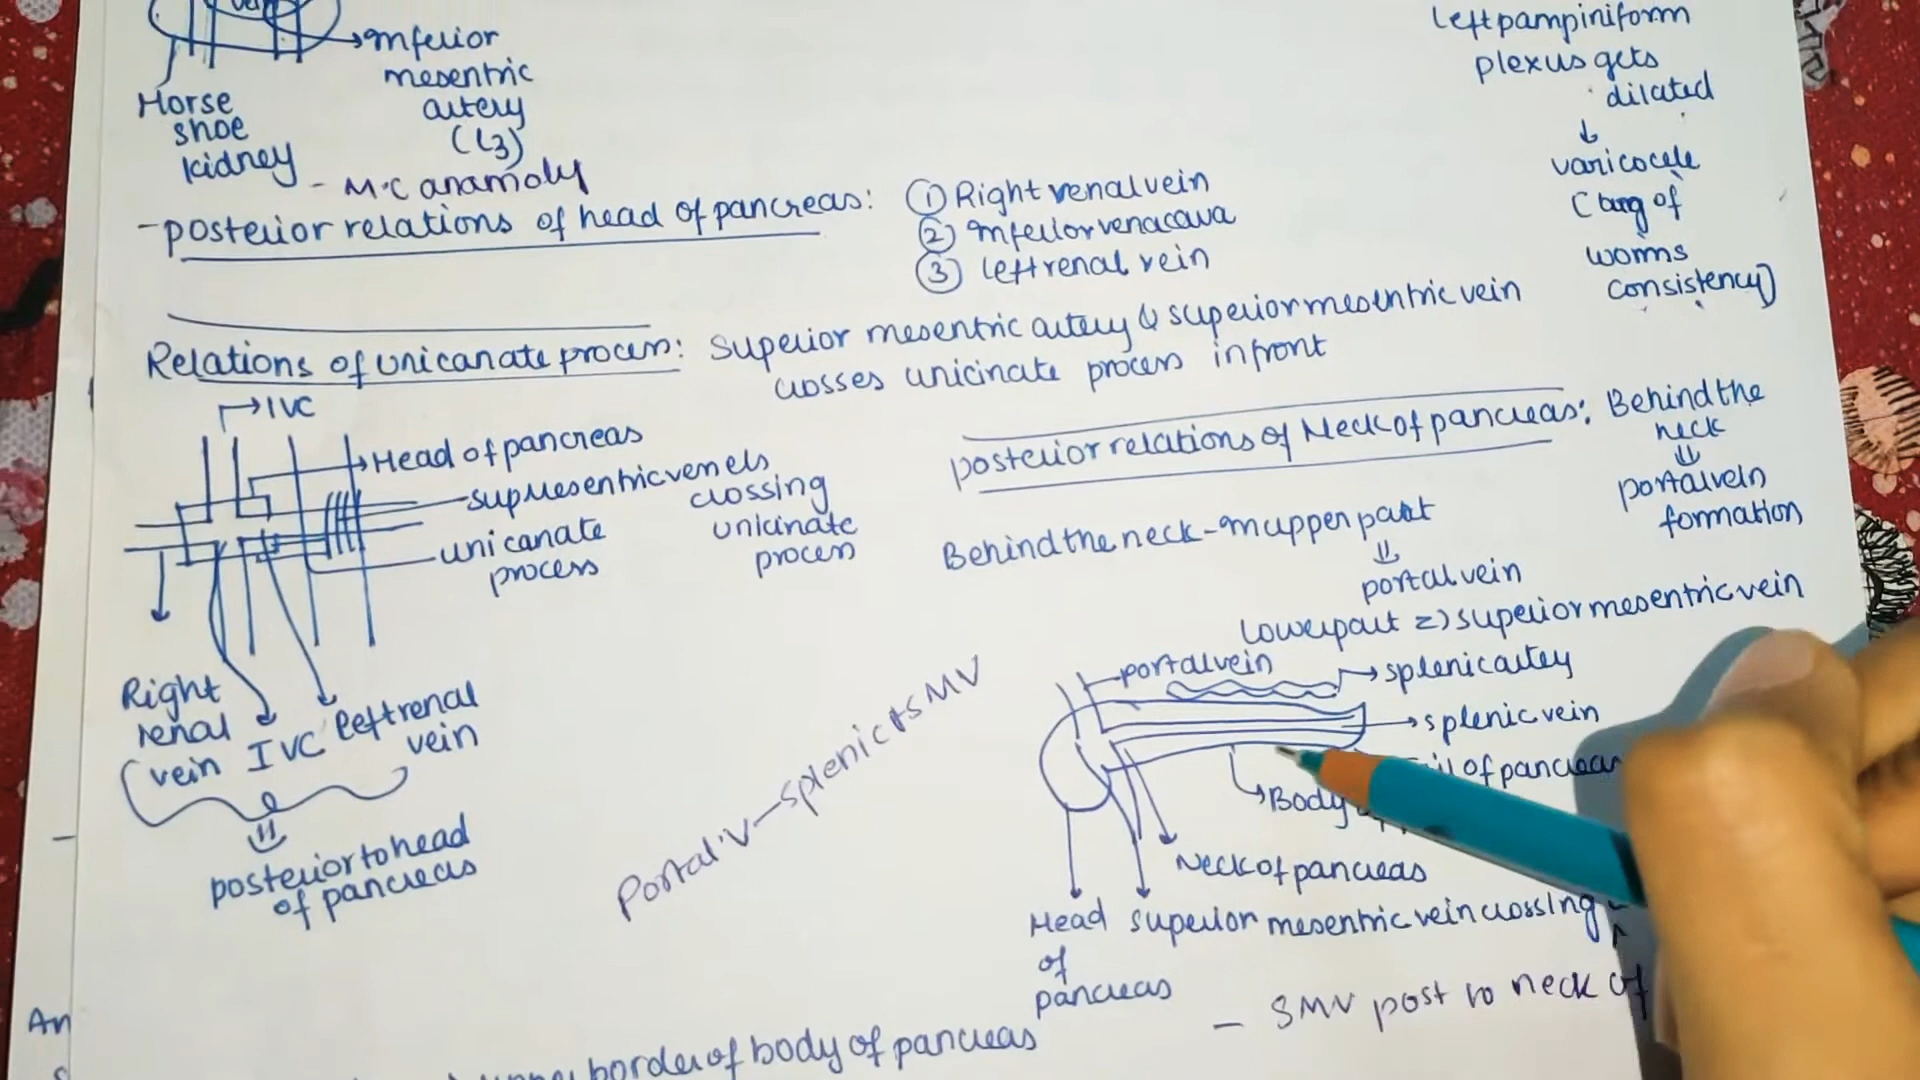 Inferior
mesentric
artery
(L3)
Horse
shoe
kidney
- M.C anamoly
Left pampiniform
plexus gets
dilated
↓
varicocele
(bag of
worms
consistency)
- posterior relations of head of pancreas: ① Right renal vein
② Inferior venacava
③ Left renal vein
Relations of unicanate process: superior mesentric artery & superior mesentric vein
crosses unicinate process infront
→IVC
→Head of pancreas
sup Mesentric vessels
crossing
unicinate
process
unicanate
process
Right
renal
vein
IVC
left renal
vein
posterior to head
of pancreas
posterior relations of Neck of pancreas: Behind the
neck
⇓
portal vein
formation
Behind the neck - In upper part
⇓
portal vein
Lower part => superior mesentric vein
portal vein
→ splenic artery
→ splenic vein
of pancreas
Body
Neck of pancreas
Head
of
pancreas
superior mesentric vein crossing
Portal V - splenic + SMV
- SMV post to neck of
border of body of pancreas
An